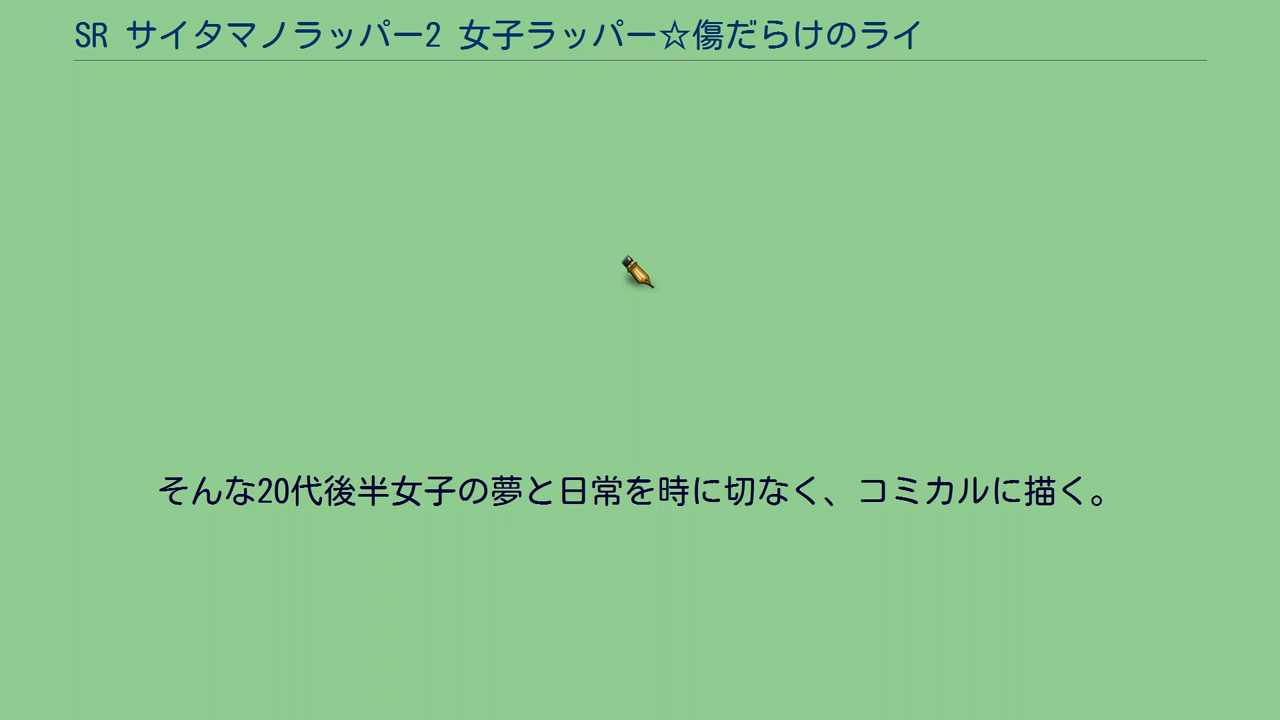 SR サイタマノラッパー2 女子ラッパー☆傷だらけのライ
そんな20代後半女子の夢と日常を時に切なく、コミカルに描く。